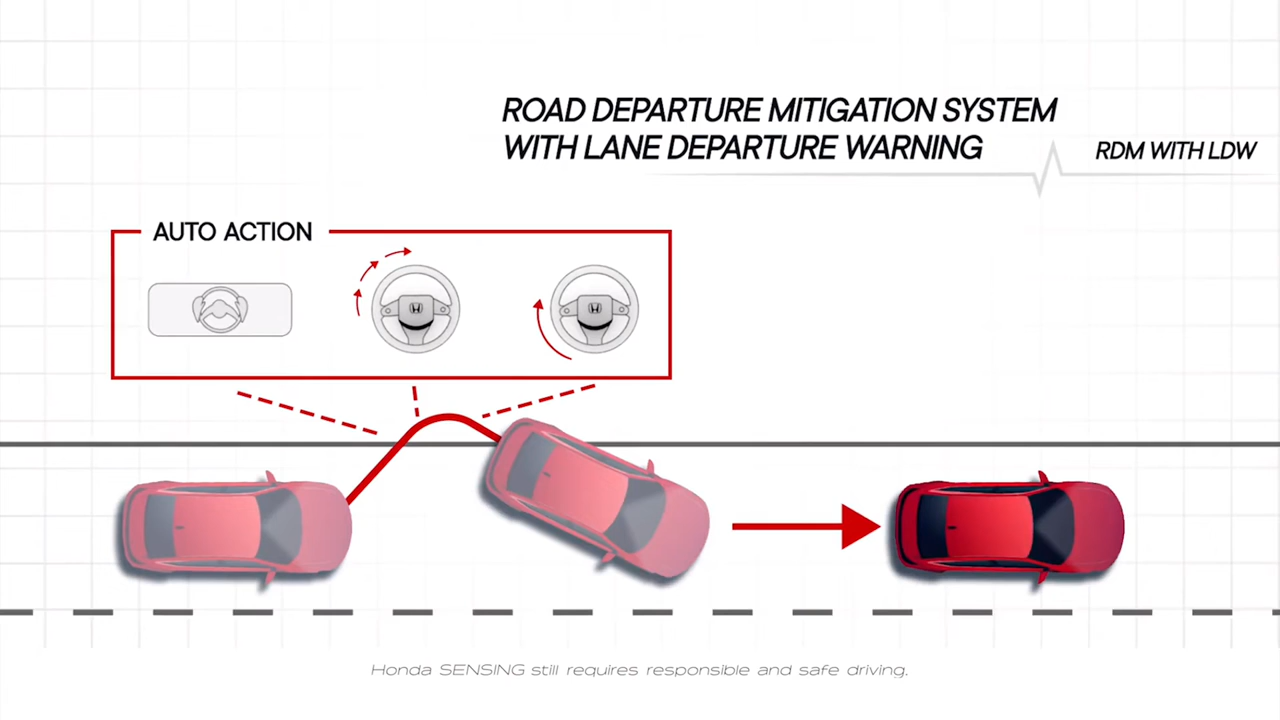 ROAD DEPARTURE MITIGATION SYSTEM
WITH LANE DEPARTURE WARNING
RDM WITH LDW
AUTO ACTION
Honda SENSING still requires responsible and safe driving.